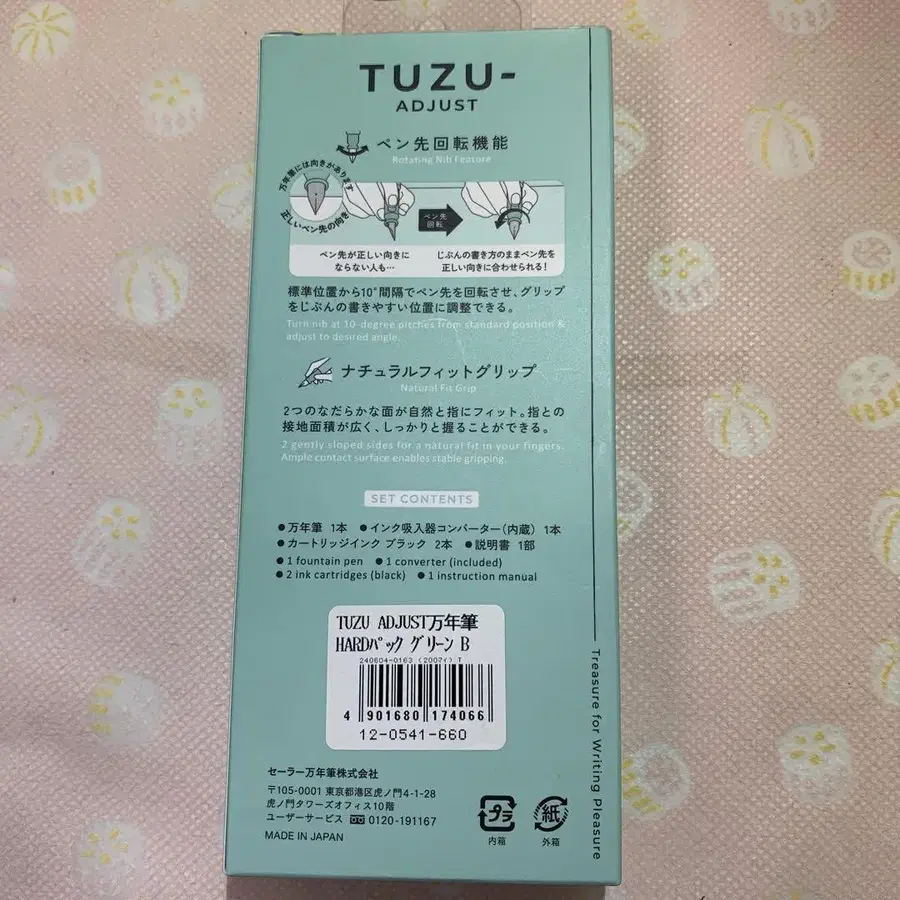 TUZU-
ADJUST
ペン先回転機能
Rotating Nib Feature
万年筆には向きがあります
正しいペン先の向き
ペン先
回転
ペン先が正しい向きに
ならない人も…
じぶんの書き方のままペン先を
正しい向きに合わせられる!
標準位置から10°間隔でペン先を回転させ、グリップ
をじぶんの書きやすい位置に調整できる。
Turn nib at 10-degree pitches from standard position &
adjust to desired angle.
ナチュラルフィットグリップ
Natural Fit Grip
2つのなだらかな面が自然と指にフィット。指との
接地面積が広く、しっかりと握ることができる。
2 gently sloped sides for a natural fit in your fingers.
Ample contact surface enables stable gripping.
SET CONTENTS
●万年筆 1本 ●インク吸入器コンバーター(内蔵) 1本
●カートリッジインク ブラック 2本 ●説明書 1部
●1 fountain pen ●1 converter (included)
●2 ink cartridges (black) ●1 instruction manual
TUZU ADJUST万年筆
HARDパック グリーン B
240604-0163 (2007イ) T
4 901680 174066
12-0541-660
セーラー万年筆株式会社
〒105-0001 東京都港区虎ノ門4-1-28
虎ノ門タワーズオフィス10階
ユーザーサービス 0120-191167
MADE IN JAPAN
プラ
内箱
紙
外箱
Treasure for Writing Pleasure